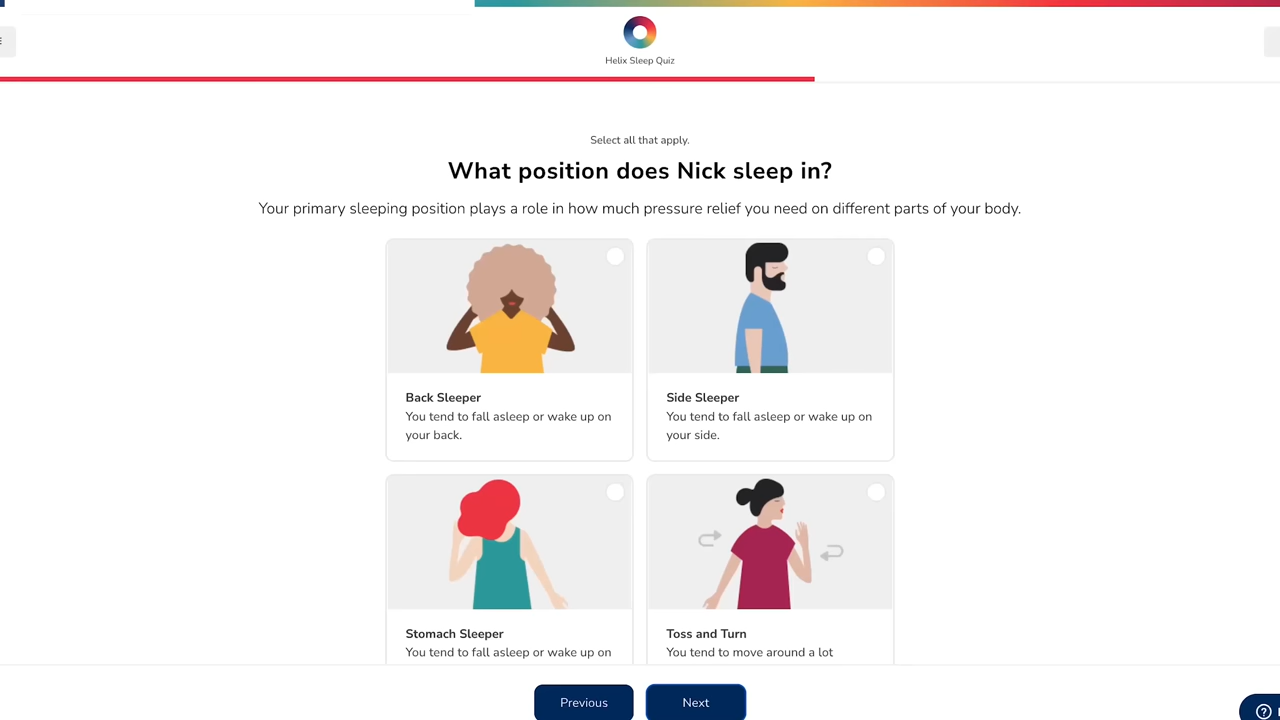 Helix Sleep Quiz
Select all that apply.
What position does Nick sleep in?
Your primary sleeping position plays a role in how much pressure relief you need on different parts of your body.
Back Sleeper
You tend to fall asleep or wake up on
your back.
Side Sleeper
You tend to fall asleep or wake up on
your side.
Stomach Sleeper
You tend to fall asleep or wake up on
Toss and Turn
You tend to move around a lot
Previous
Next